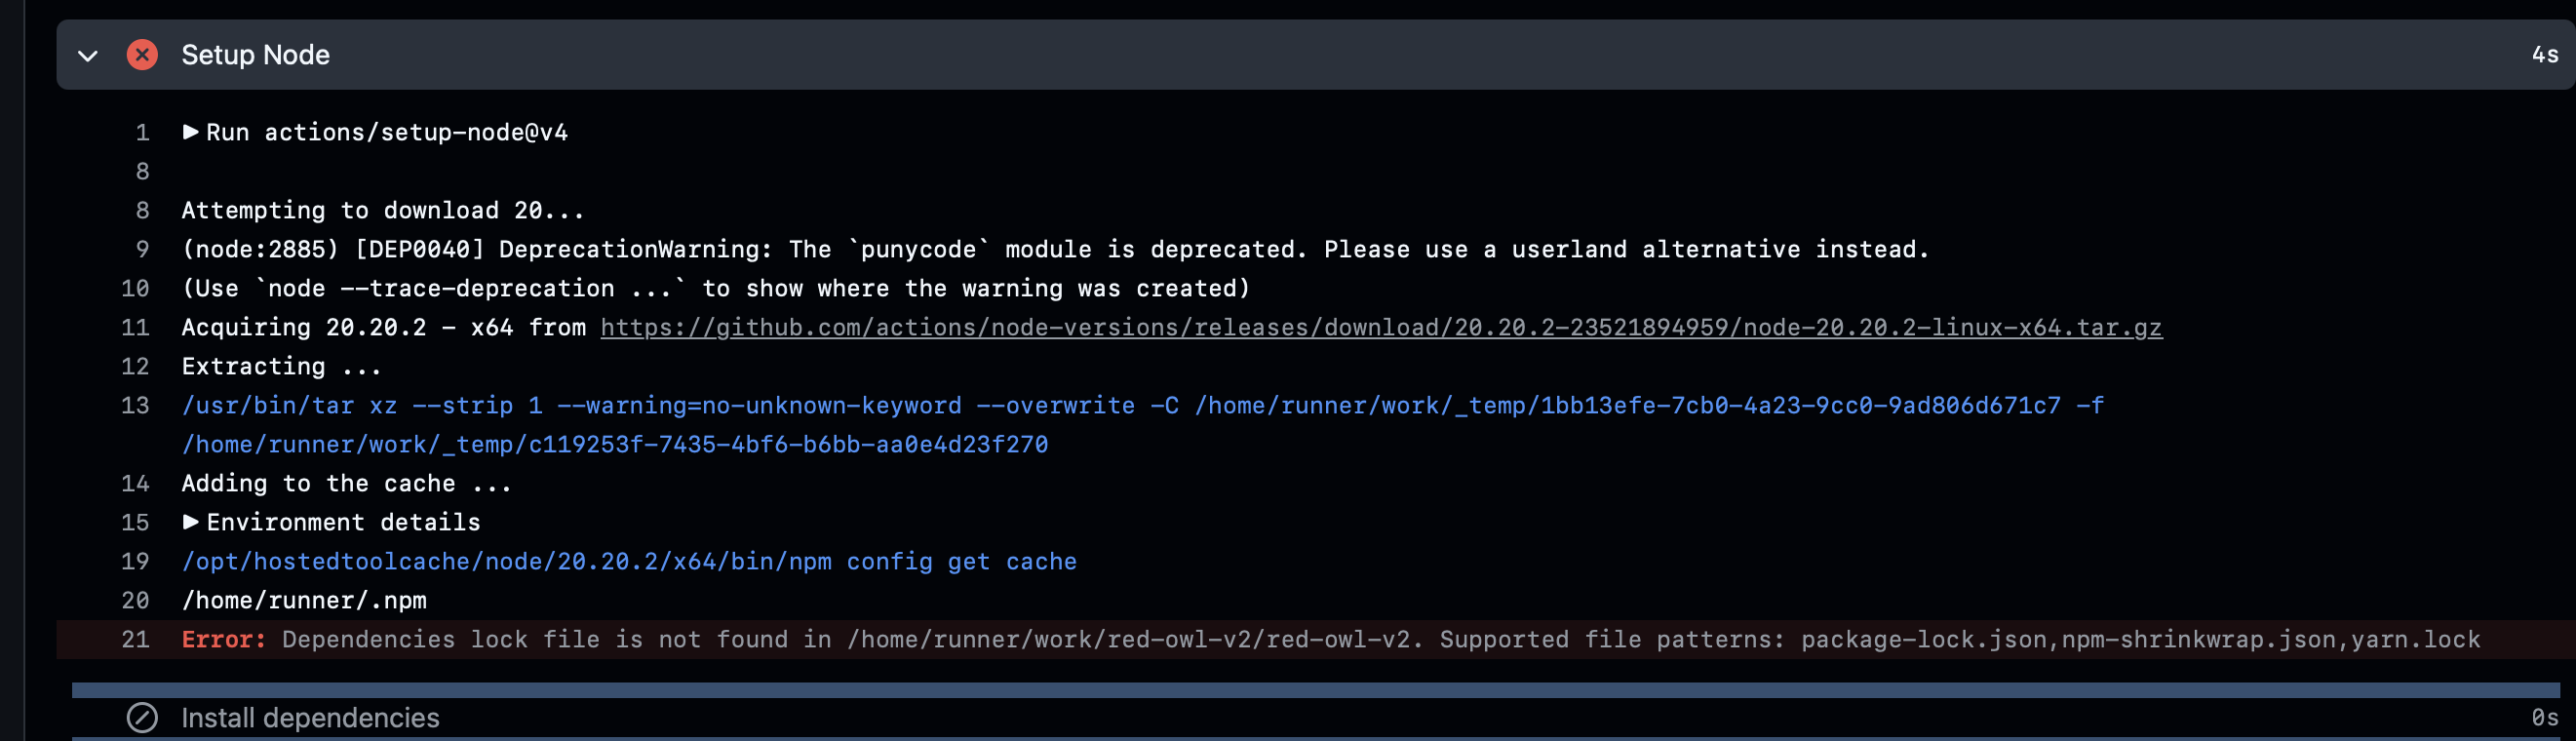 Setup Node 4s
1 Run actions/setup-node@v4
8
8 Attempting to download 20...
9 (node:2885) [DEP0040] DeprecationWarning: The `punycode` module is deprecated. Please use a userland alternative instead.
10 (Use `node --trace-deprecation ...` to show where the warning was created)
11 Acquiring 20.20.2 - x64 from https://github.com/actions/node-versions/releases/download/20.20.2-23521894959/node-20.20.2-linux-x64.tar.gz
12 Extracting ...
13 /usr/bin/tar xz --strip 1 --warning=no-unknown-keyword --overwrite -C /home/runner/work/_temp/1bb13efe-7cb0-4a23-9cc0-9ad806d671c7 -f
/home/runner/work/_temp/c119253f-7435-4bf6-b6bb-aa0e4d23f270
14 Adding to the cache ...
15 Environment details
19 /opt/hostedtoolcache/node/20.20.2/x64/bin/npm config get cache
20 /home/runner/.npm
21 Error: Dependencies lock file is not found in /home/runner/work/red-owl-v2/red-owl-v2. Supported file patterns: package-lock.json,npm-shrinkwrap.json,yarn.lock
Install dependencies 0s